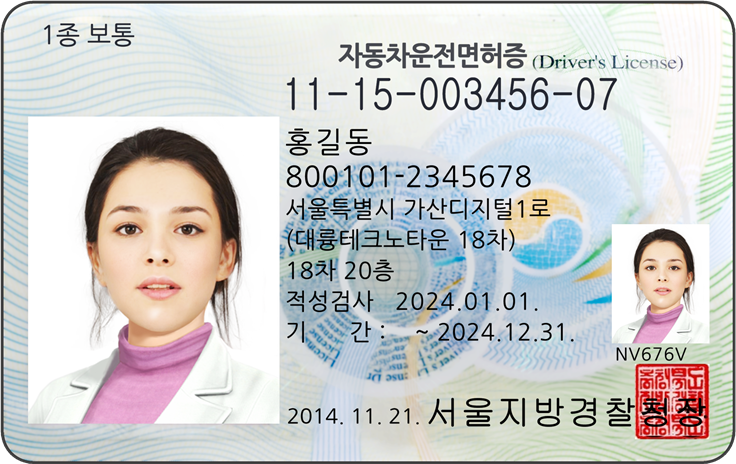 1종 보통
자동차운전면허증 (Driver's License)
11-15-003456-07
홍길동
800101-2345678
서울특별시 가산디지털1로
(대륭테크노타운 18차)
18차 20층
적성검사 2024.01.01.
기 간 : ~ 2024.12.31.
NV676V
2014. 11. 21. 서울지방경찰청장